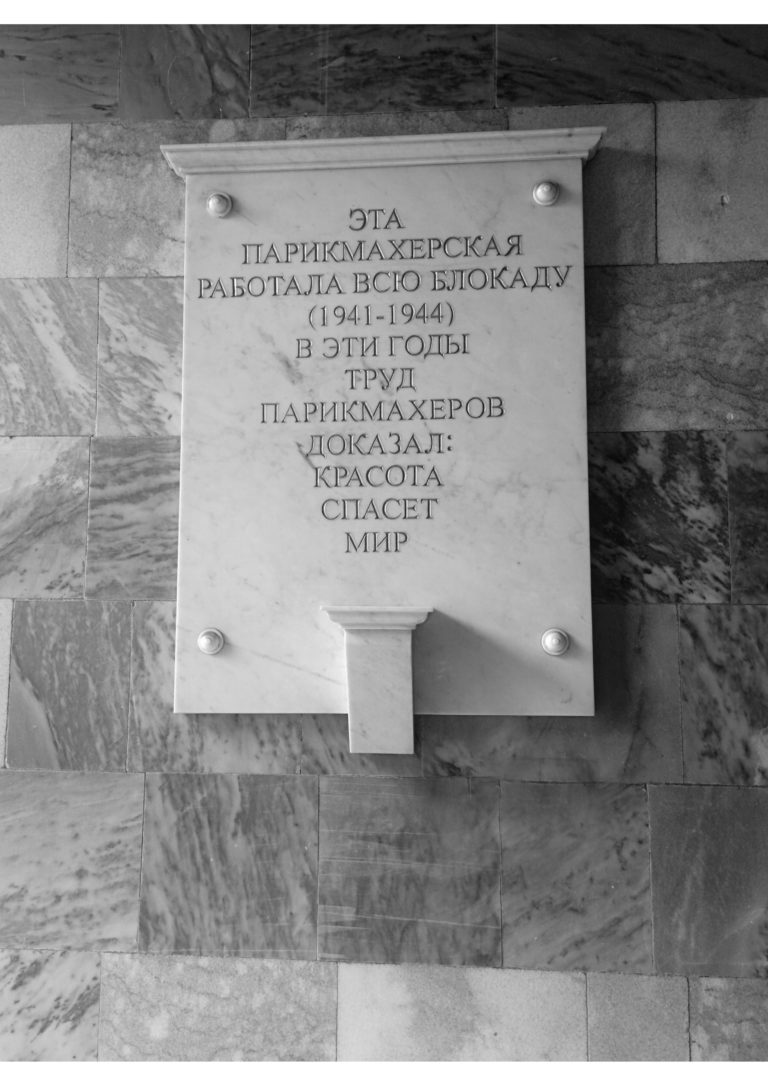 ЭТА
ПАРИКМАХЕРСКАЯ
РАБОТАЛА ВСЮ БЛОКАДУ
(1941-1944)
В ЭТИ ГОДЫ
ТРУД
ПАРИКМАХЕРОВ
ДОКАЗАЛ:
КРАСОТА
СПАСЕТ
МИР